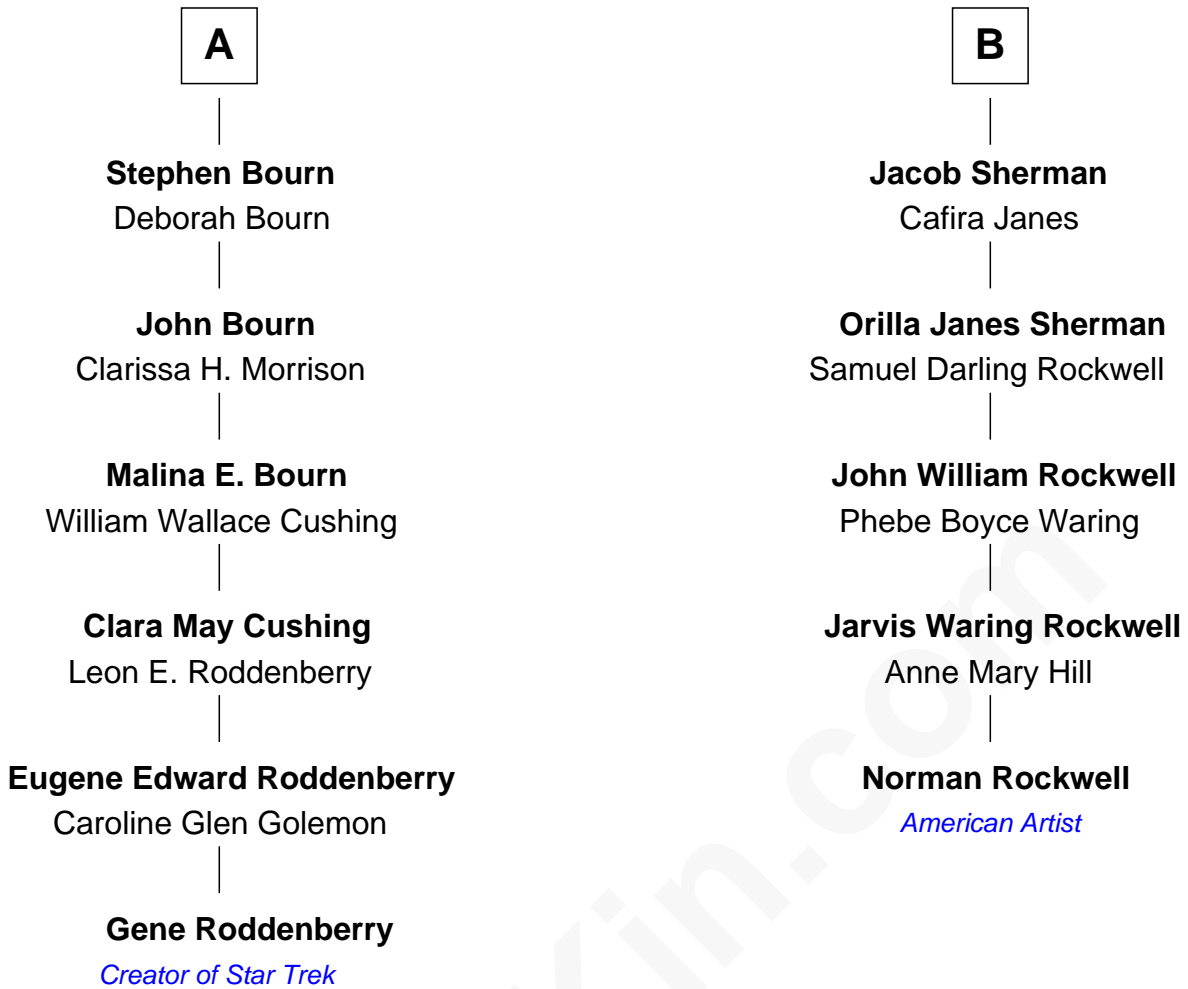 A
Stephen Bourn
Deborah Bourn
John Bourn
Clarissa H. Morrison
Malina E. Bourn
William Wallace Cushing
Clara May Cushing
Leon E. Roddenberry
Eugene Edward Roddenberry
Caroline Glen Golemon
Gene Roddenberry
Creator of Star Trek
B
Jacob Sherman
Cafira Janes
Orilla Janes Sherman
Samuel Darling Rockwell
John William Rockwell
Phebe Boyce Waring
Jarvis Waring Rockwell
Anne Mary Hill
Norman Rockwell
American Artist